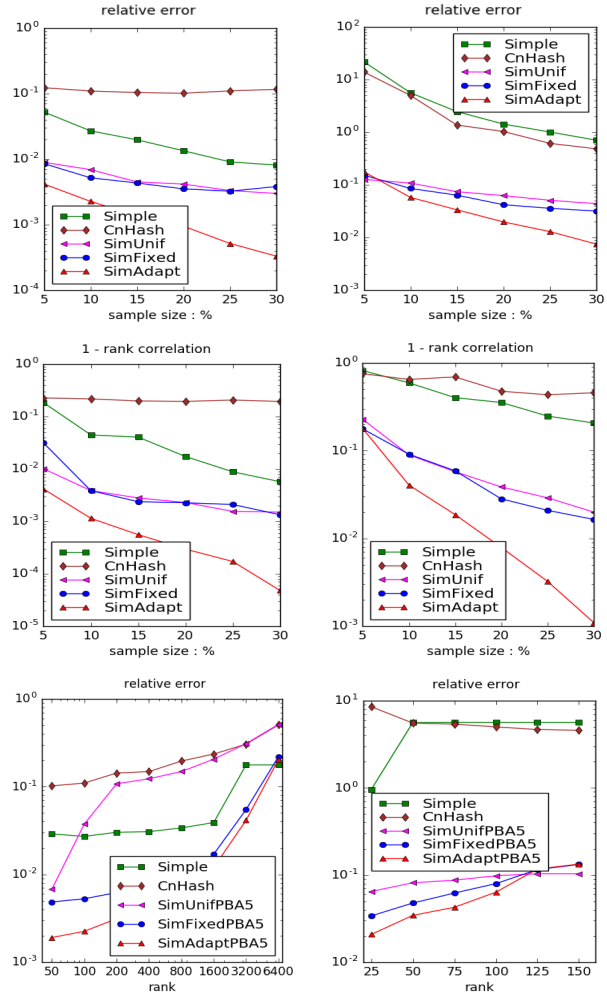 relative error
10^0
10^-1
10^-2
10^-3
10^-4
Simple
CnHash
SimUnif
SimFixed
SimAdapt
5 10 15 20 25 30
sample size : %
relative error
10^2
10^1
10^0
10^-1
10^-2
10^-3
Simple
CnHash
SimUnif
SimFixed
SimAdapt
5 10 15 20 25 30
sample size : %
1 - rank correlation
10^0
10^-1
10^-2
10^-3
10^-4
10^-5
Simple
CnHash
SimUnif
SimFixed
SimAdapt
5 10 15 20 25 30
sample size : %
1 - rank correlation
10^0
10^-1
10^-2
10^-3
Simple
CnHash
SimUnif
SimFixed
SimAdapt
5 10 15 20 25 30
sample size : %
relative error
10^0
10^-1
10^-2
10^-3
Simple
CnHash
SimUnifPBA5
SimFixedPBA5
SimAdaptPBA5
50 100 200 400 800 1600 3200 6400
rank
relative error
10^1
10^0
10^-1
10^-2
Simple
CnHash
SimUnifPBA5
SimFixedPBA5
SimAdaptPBA5
25 50 75 100 125 150
rank